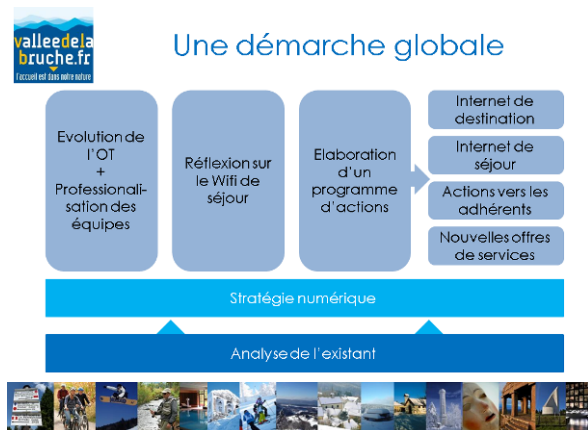 valleedela
bruche.fr
l'accueil est dans notre nature
Une démarche globale
Evolution de
l'OT
+
Professionali-
sation des
équipes
Réflexion sur
le Wifi de
séjour
Elaboration
d'un
programme
d'actions
Internet de
destination
Internet de
séjour
Actions vers les
adhérents
Nouvelles offres
de services
Stratégie numérique
Analyse de l'existant